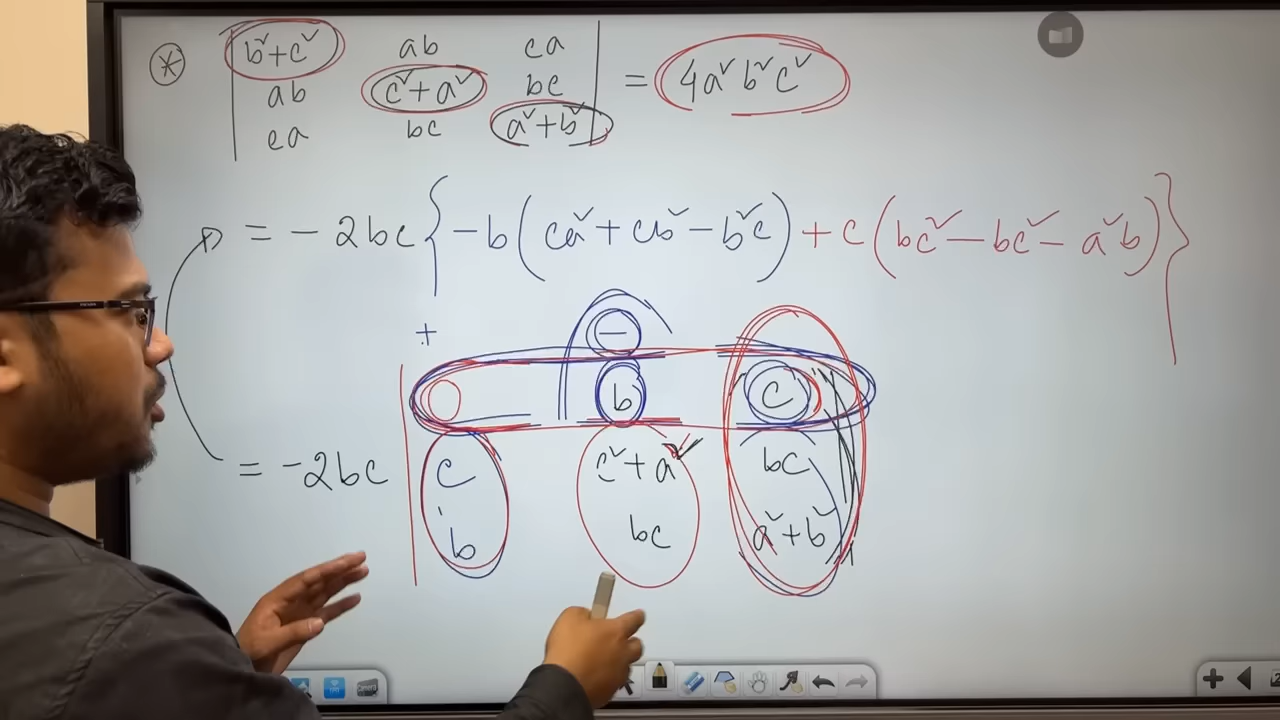 * | b²+c² ab ca |
| ab c²+a² bc | = 4a²b²c²
| ca bc a²+b² |
= - 2bc { -b (ca²+cb²-b²c) + c (bc²-bc²-a²b) }
+ -
0 b c
= -2bc | c c²+a² bc
b bc a²+b²